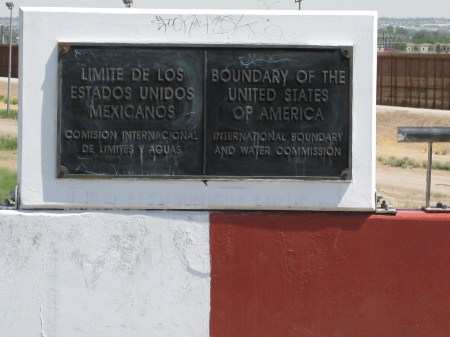 LIMITE DE LOS
ESTADOS UNIDOS
MEXICANOS
COMISION INTERNACIONAL
DE LIMITES Y AGUAS
BOUNDARY OF THE
UNITED STATES
OF AMERICA
INTERNATIONAL BOUNDARY
AND WATER COMMISSION